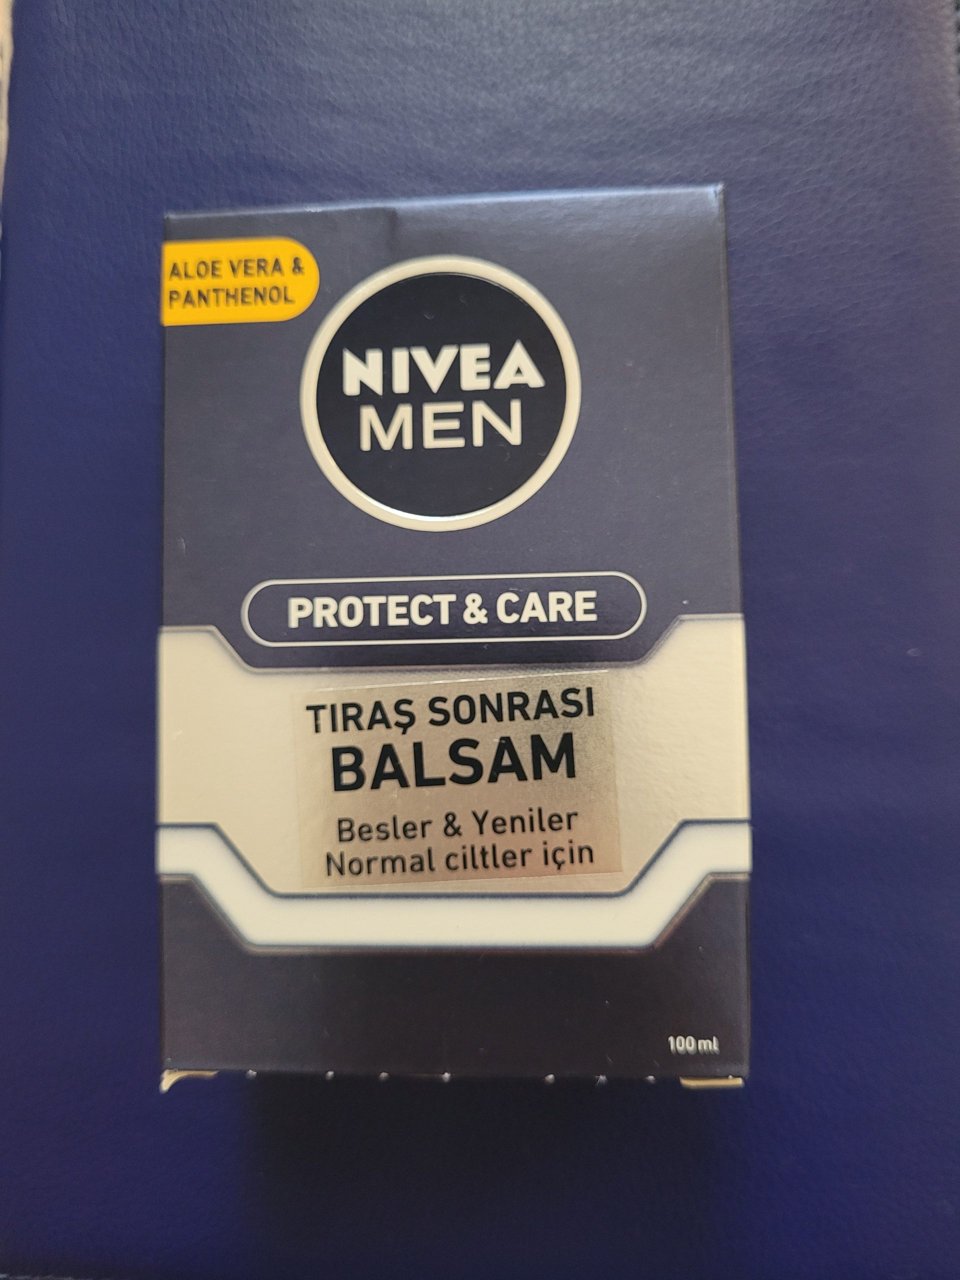 ALOE VERA &
PANTHENOL
NIVEA
MEN
PROTECT & CARE
TIRAŞ SONRASI
BALSAM
Besler & Yeniler
Normal ciltler için
100 ml